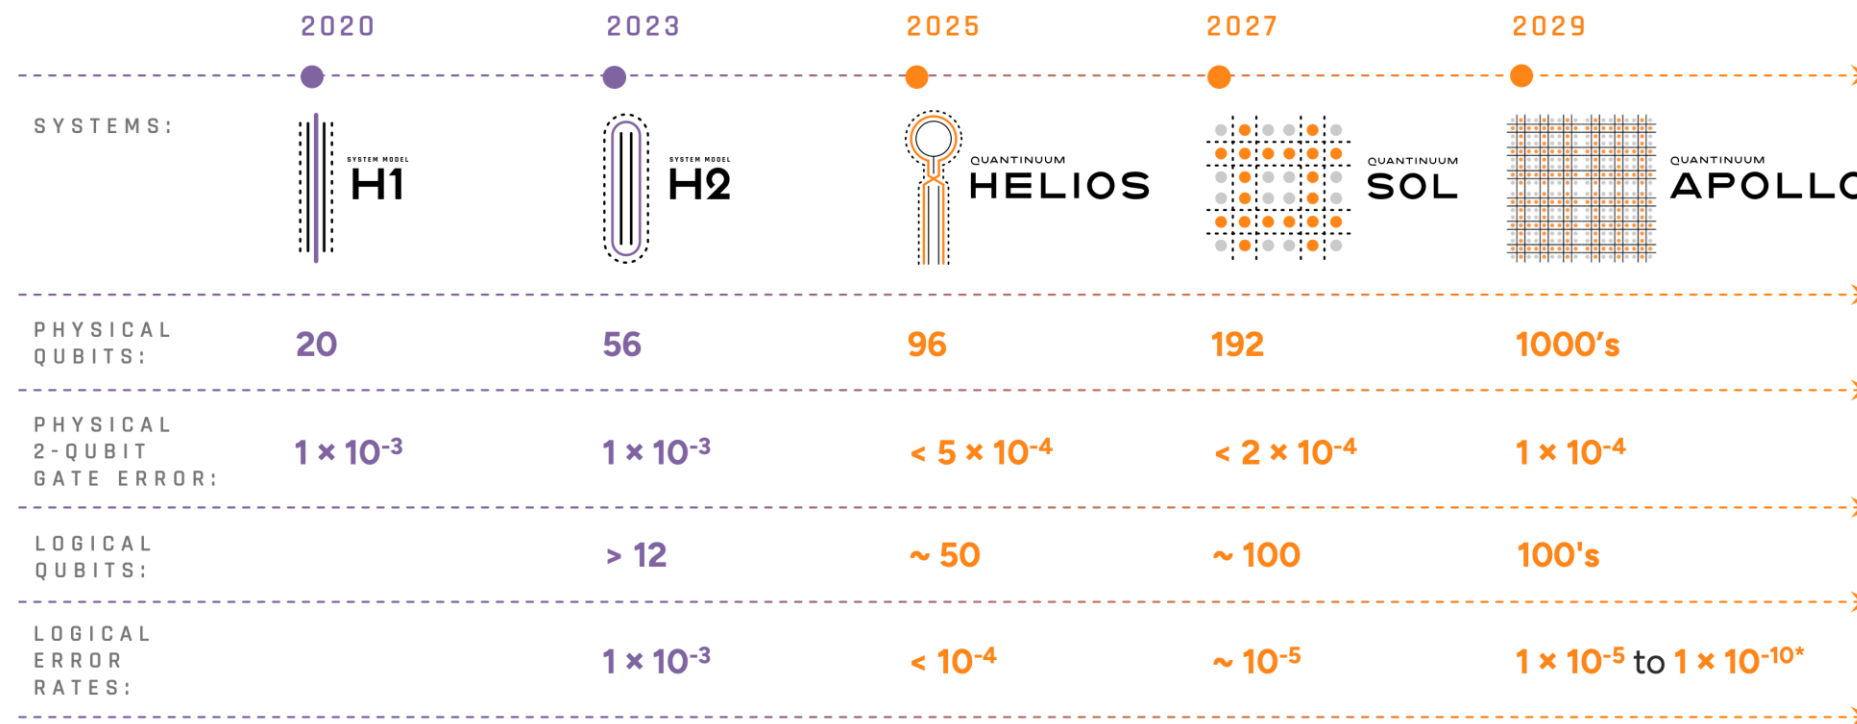 2020 2023 2025 2027 2029
SYSTEMS:
SYSTEM MODEL
H1
SYSTEM MODEL
H2
QUANTINUUM
HELIOS
QUANTINUUM
SOL
QUANTINUUM
APOLLO
PHYSICAL
QUBITS:
20 56 96 192 1000’s
PHYSICAL
2-QUBIT
GATE ERROR:
1 × 10⁻³ 1 × 10⁻³ < 5 × 10⁻⁴ < 2 × 10⁻⁴ 1 × 10⁻⁴
LOGICAL
QUBITS:
> 12 ~ 50 ~ 100 100's
LOGICAL
ERROR
RATES:
1 × 10⁻³ < 10⁻⁴ ~ 10⁻⁵ 1 × 10⁻⁵ to 1 × 10⁻¹⁰*